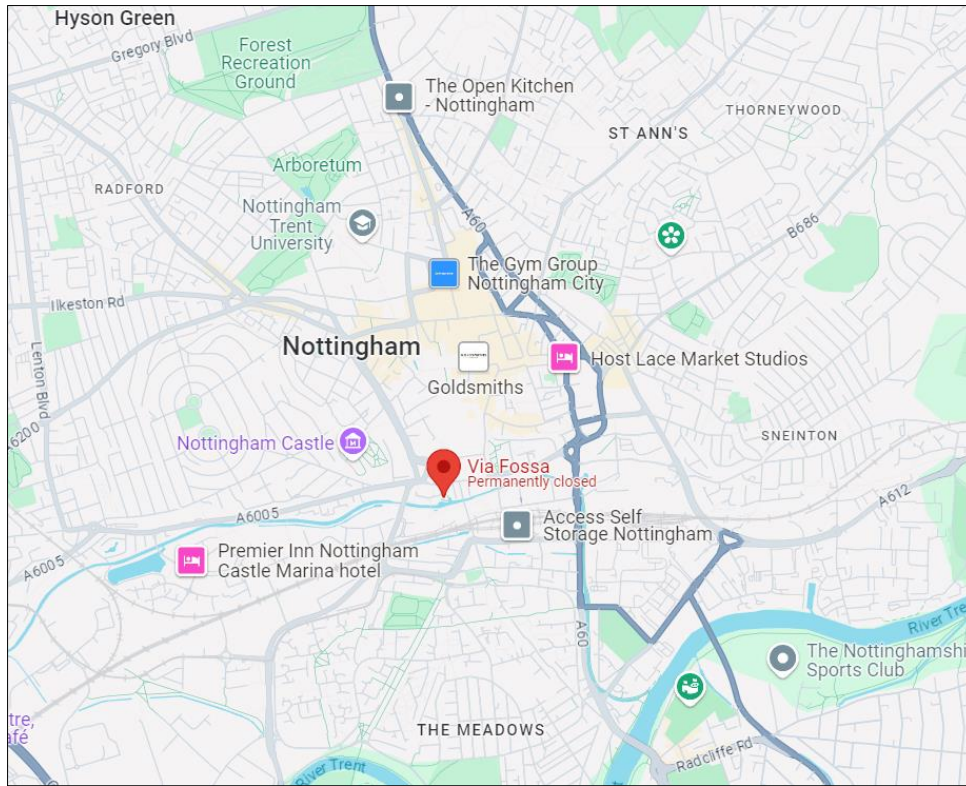 Hyson Green
Gregory Blvd
Forest
Recreation
Ground
The Open Kitchen
- Nottingham
THORNEYWOOD
ST ANN'S
Arboretum
RADFORD
Nottingham
Trent
University
A60
B686
The Gym Group
Nottingham City
Ilkeston Rd
Nottingham
Host Lace Market Studios
Goldsmiths
Lenton Blvd
A6200
Nottingham Castle
SNEINTON
Via Fossa
Permanently closed
A612
A6005
Access Self
Storage Nottingham
A6005
Premier Inn Nottingham
Castle Marina hotel
A60
River Tre
The Nottinghamshi
Sports Club
tre,
afé
THE MEADOWS
Radcliffe Rd
River Trent
t